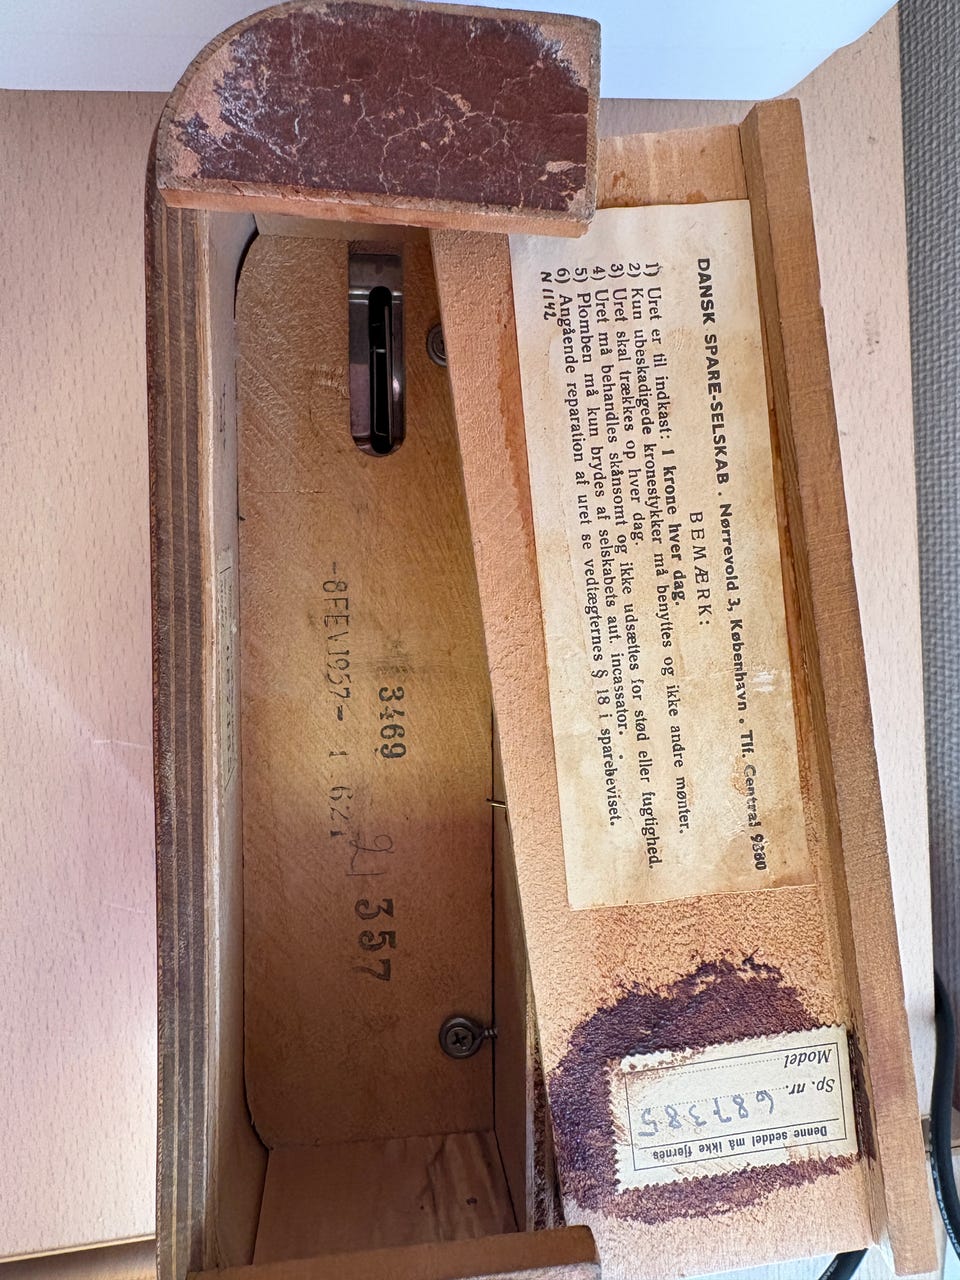 DANSK SPARE-SELSKAB . Nørrevold 3, København . Tlf. Central 9380
BEMÆRK:
1) Uret er til indkast: 1 krone hver dag.
2) Kun ubeskadigede kronestykker må benyttes og ikke andre mønter.
3) Uret skal trækkes op hver dag.
4) Uret må behandles skånsomt og ikke udsættes for stød eller fugtighed.
5) Plomben må kun brydes af selskabets aut. incassator.
6) Angående reparation af uret se vedtægternes § 18 i sparebeviset.
N 1142
3469
357
-8 FEV 1957-
Denne seddel må ikke fjernes
Sp. nr. 687385
Model